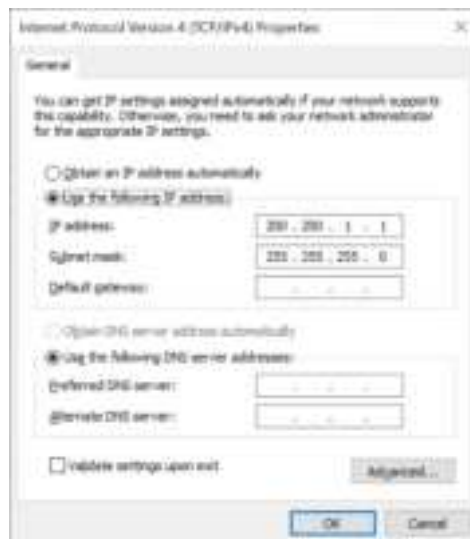 Internet Protocol Version 4 (TCP/IPv4) Properties
General
You can get IP settings assigned automatically if your network supports
this capability. Otherwise, you need to ask your network administrator
for the appropriate IP settings.
Obtain an IP address automatically
Use the following IP address:
IP address:
Subnet mask: 255 . 255 . 255 . 0
Default gateway:
Obtain DNS server address automatically
Use the following DNS server addresses:
Preferred DNS server:
Alternate DNS server:
Validate settings upon exit
Advanced...
OK
Cancel